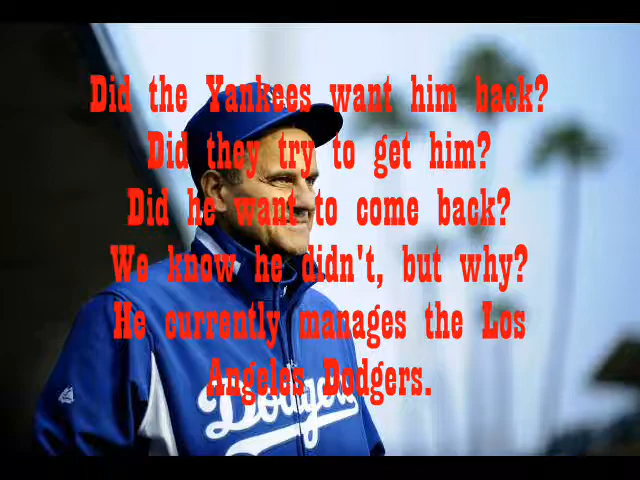 Did the Yankees want him back?
Did they try to get him?
Did he want to come back?
We know he didn't, but why?
He currently manages the Los
Angeles Dodgers.
Dodgers